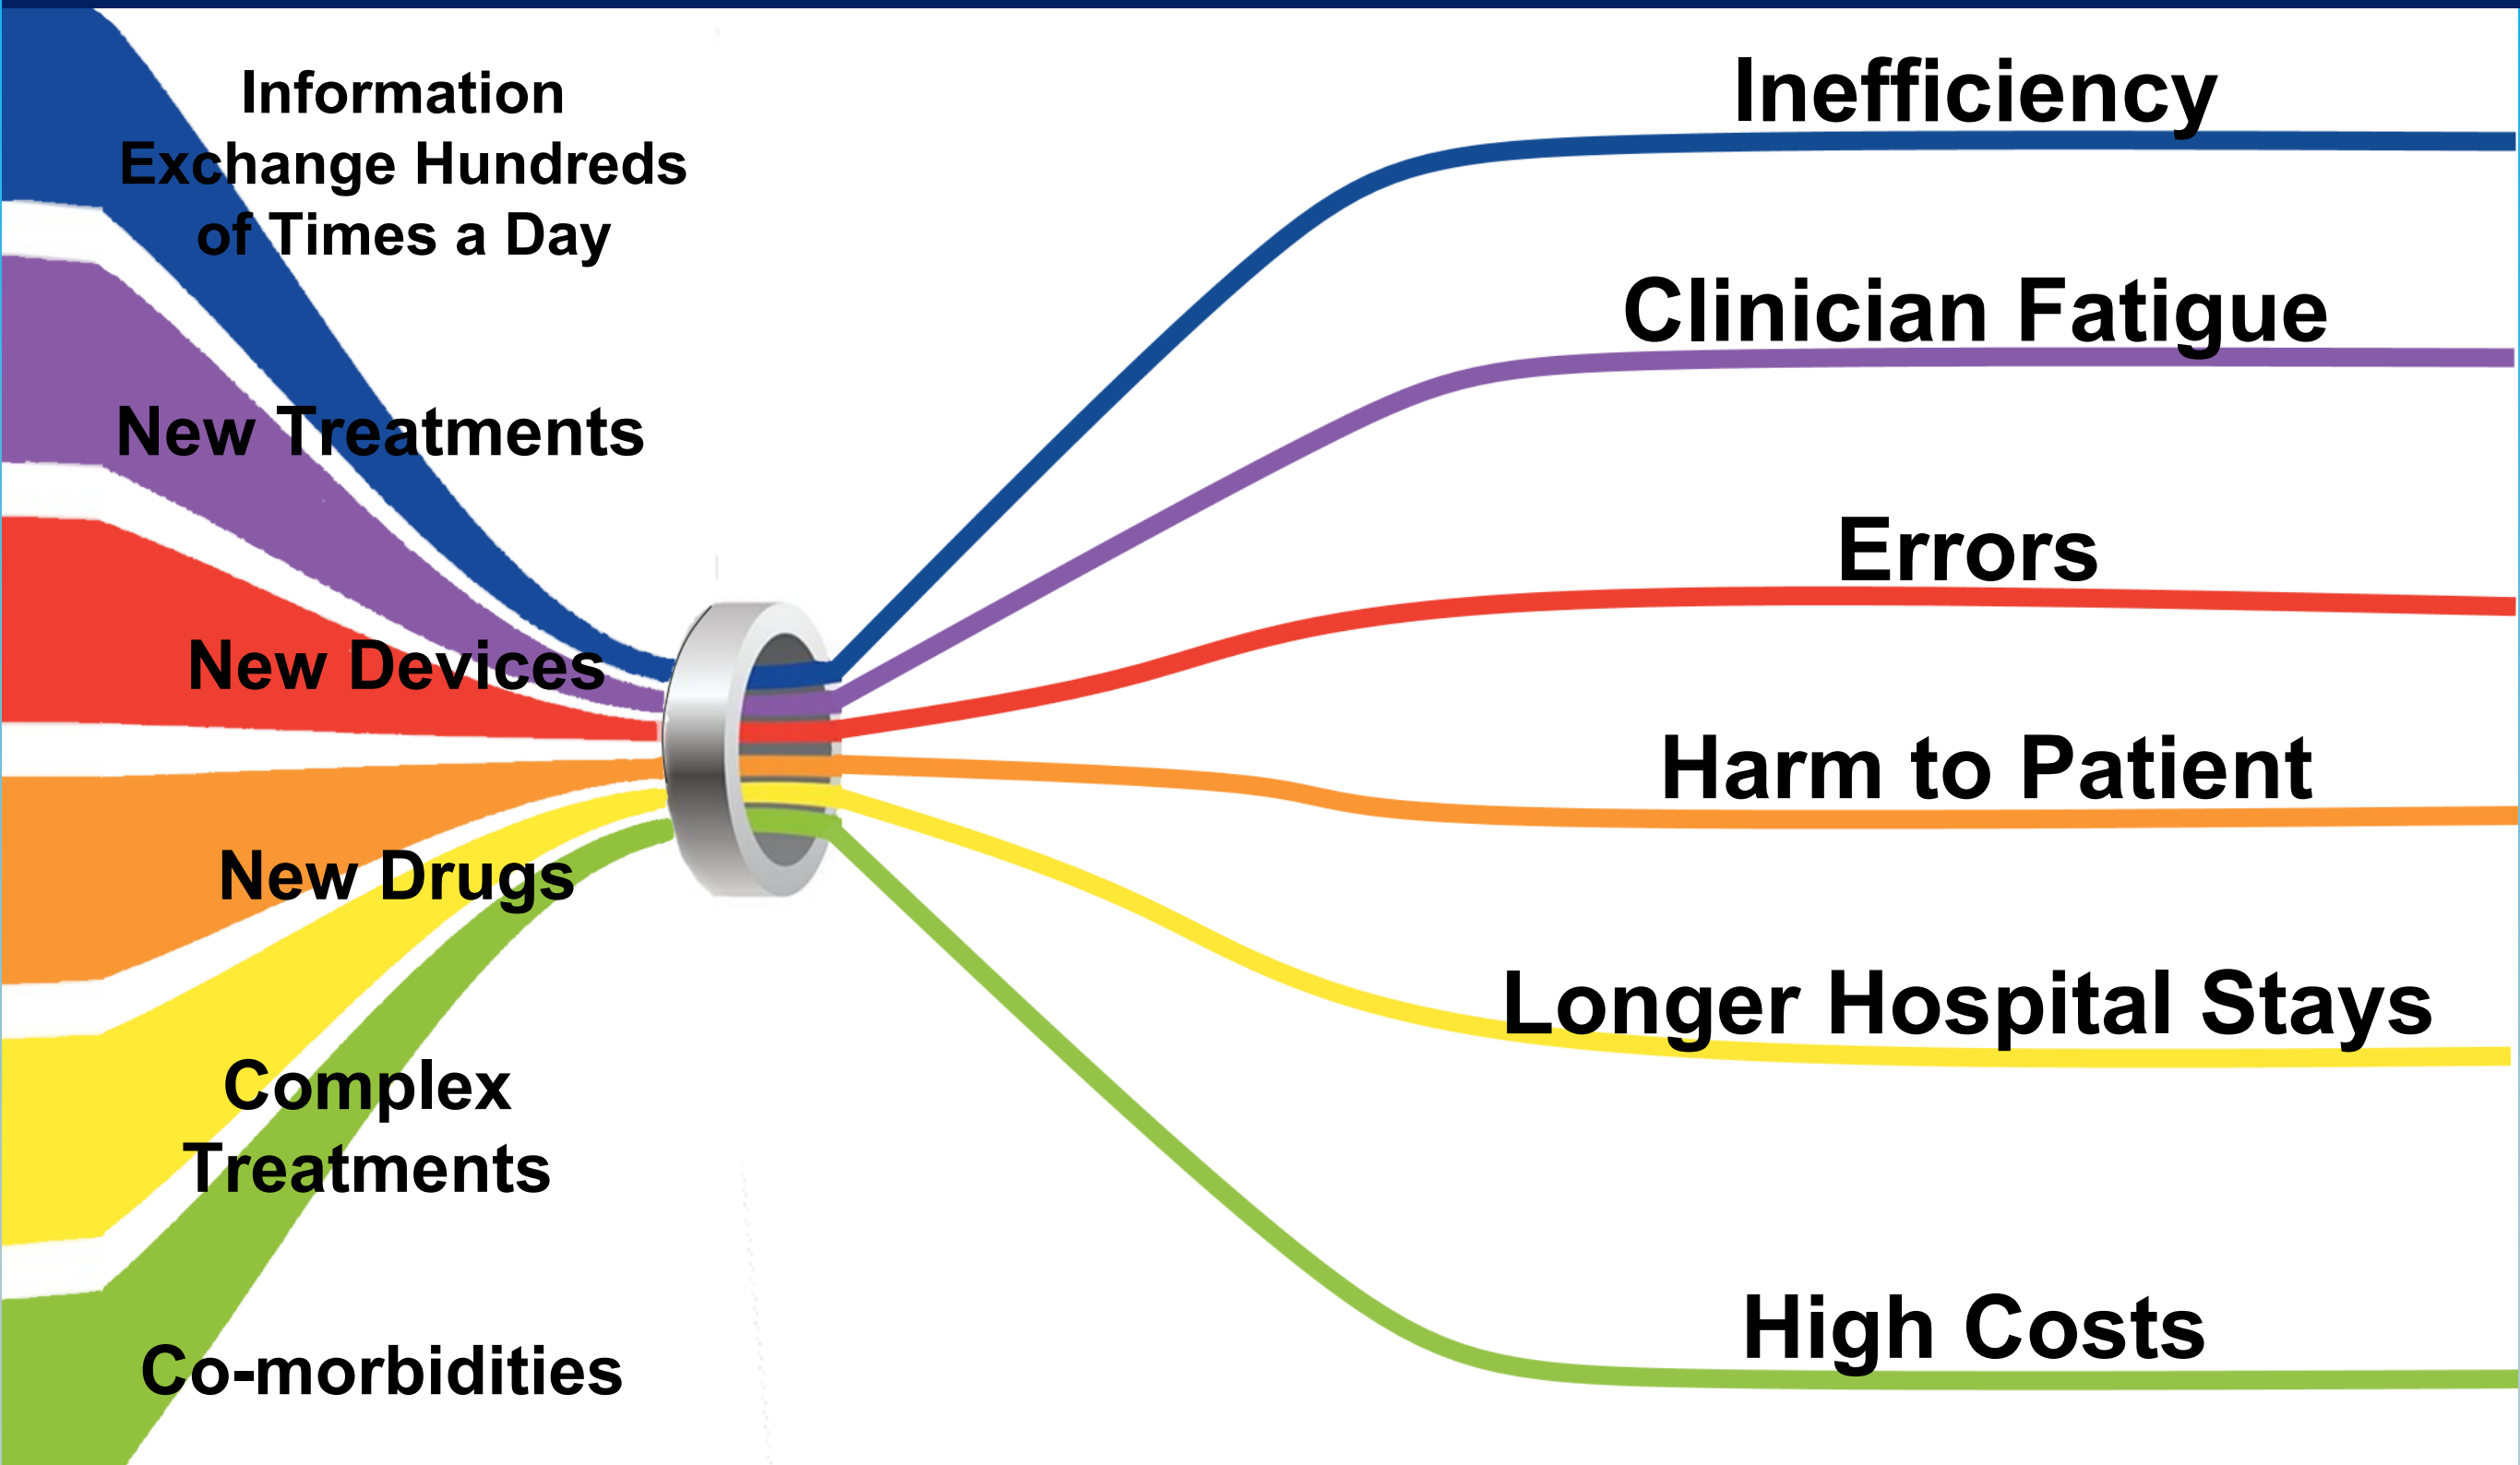 Information
Exchange Hundreds
of Times a Day
New Treatments
New Devices
New Drugs
Complex
Treatments
Co-morbidities
Inefficiency
Clinician Fatigue
Errors
Harm to Patient
Longer Hospital Stays
High Costs